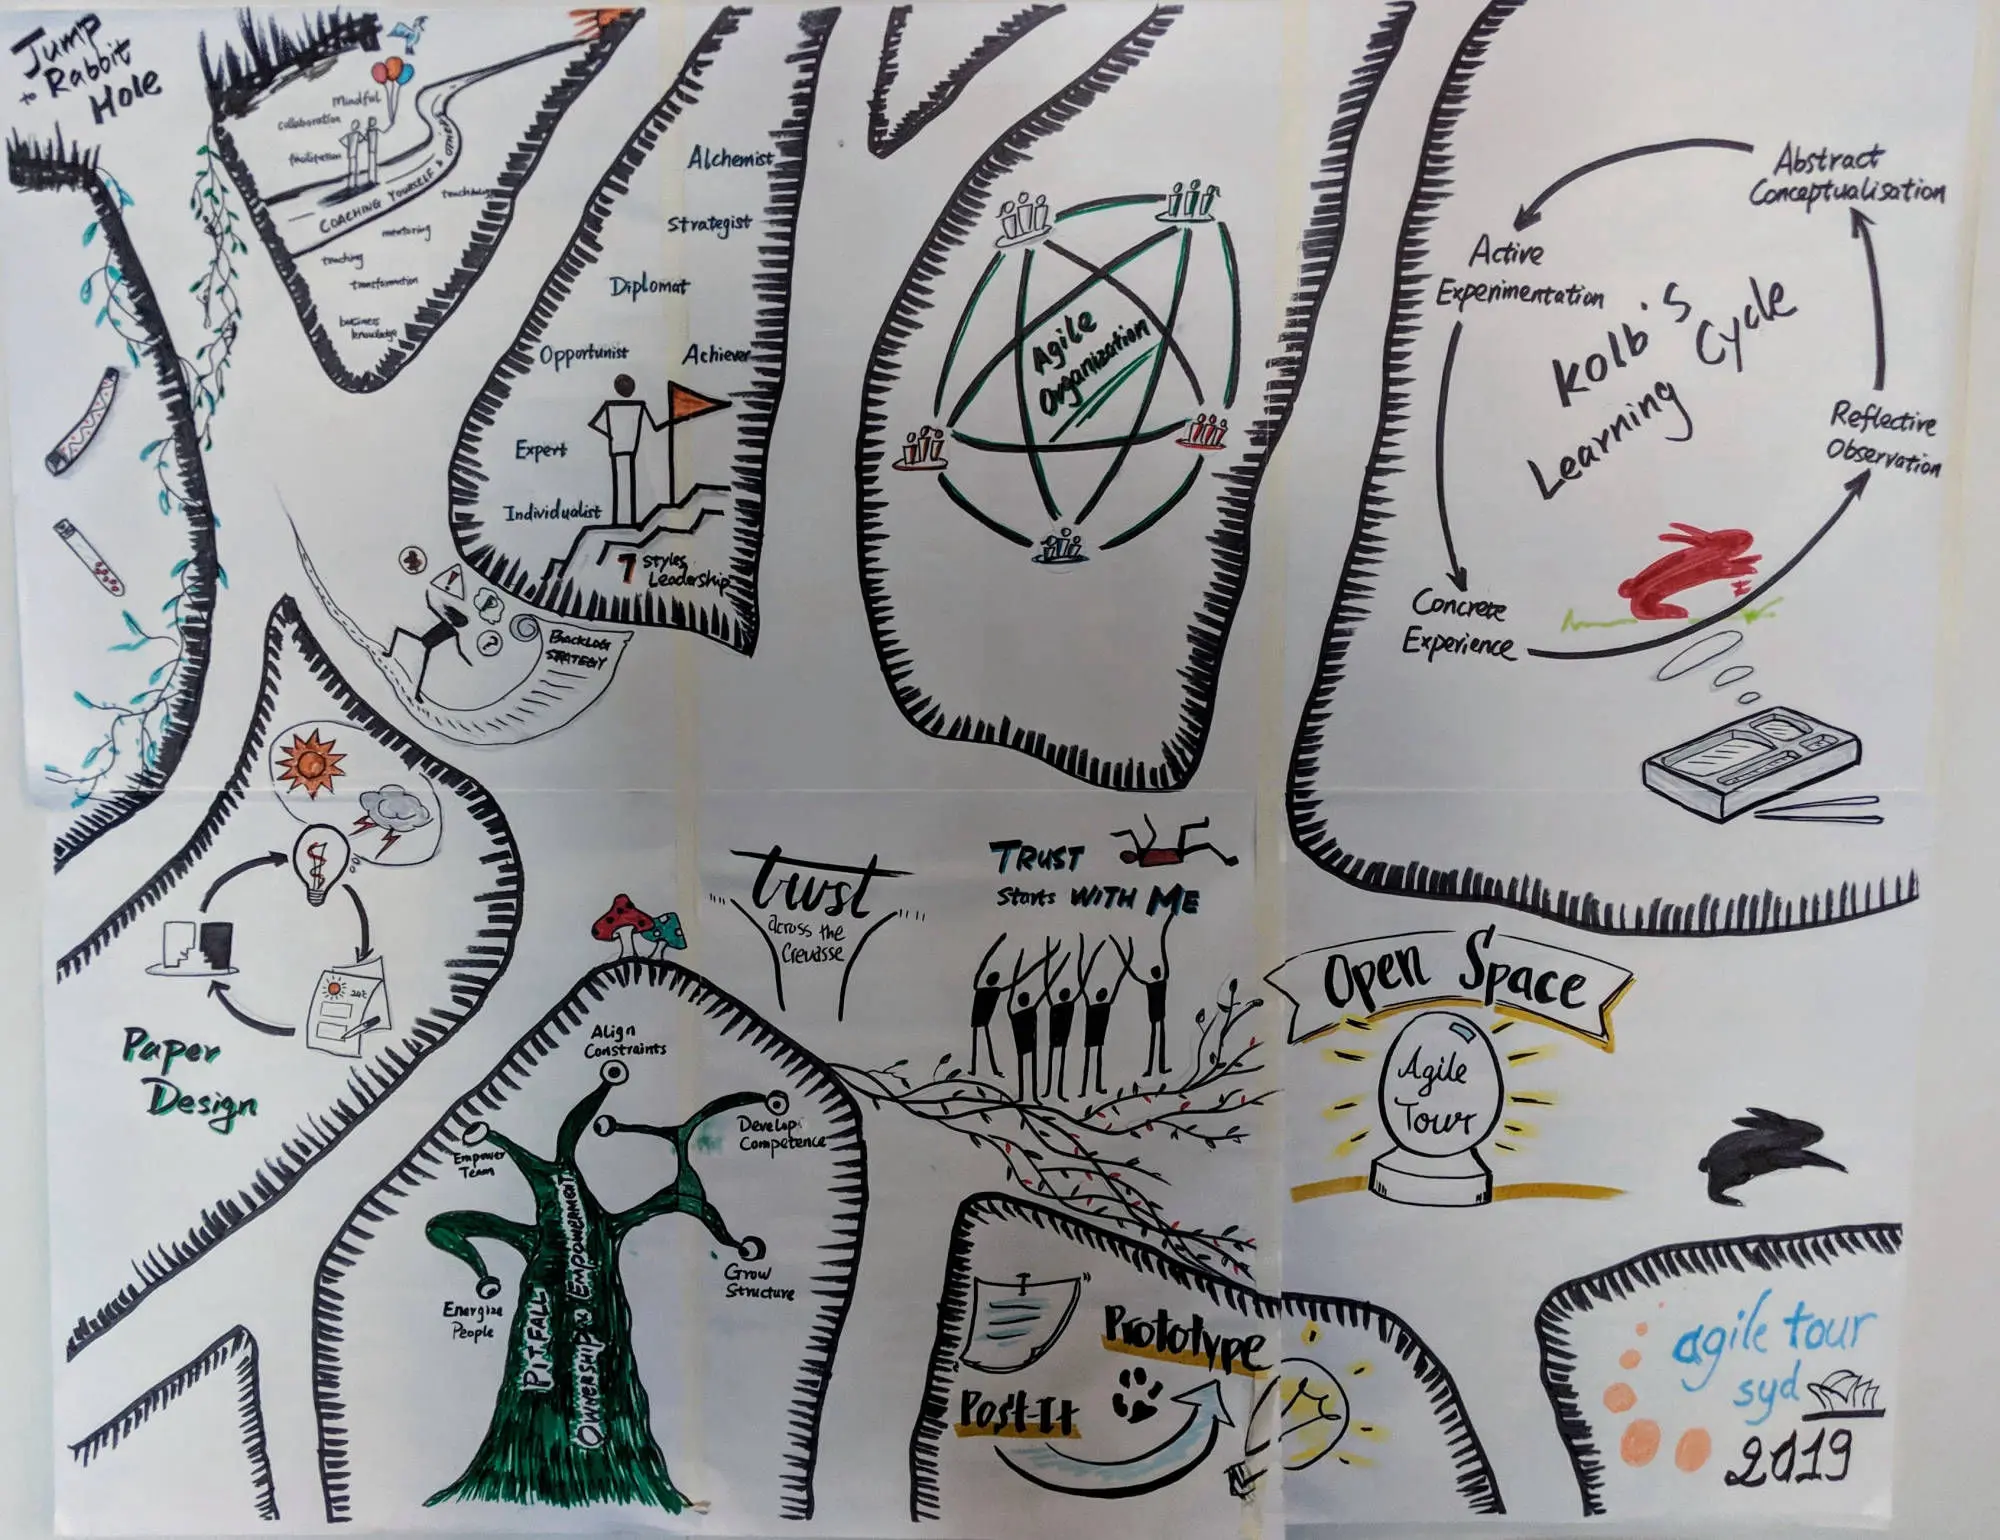 Jump
to Rabbit
Hole
Mindful
collaboration
facilitation
COACHING YOURSELF &
teaching
mentoring
transformation
business
knowledge
Alchemist
Strategist
Diplomat
Opportunist
Achiever
Expert
Individualist
7 Styles
Leadership
BACKLOG
STRATEGY
Agile
Organization
Kolb's
Learning Cycle
Abstract
Conceptualisation
Active
Experimentation
Reflective
Observation
Concrete
Experience
Paper
Design
trust
across the
Crevasse
TRUST
Starts WITH ME
Open Space
Agile
Tour
Align
Constraints
Empower
Team
Develop
Competence
Energize
People
Grow
Structure
PITFALL
OWNERSHIP EMPOWERMENT
Prototype
Post-It
agile tour
syd
2019